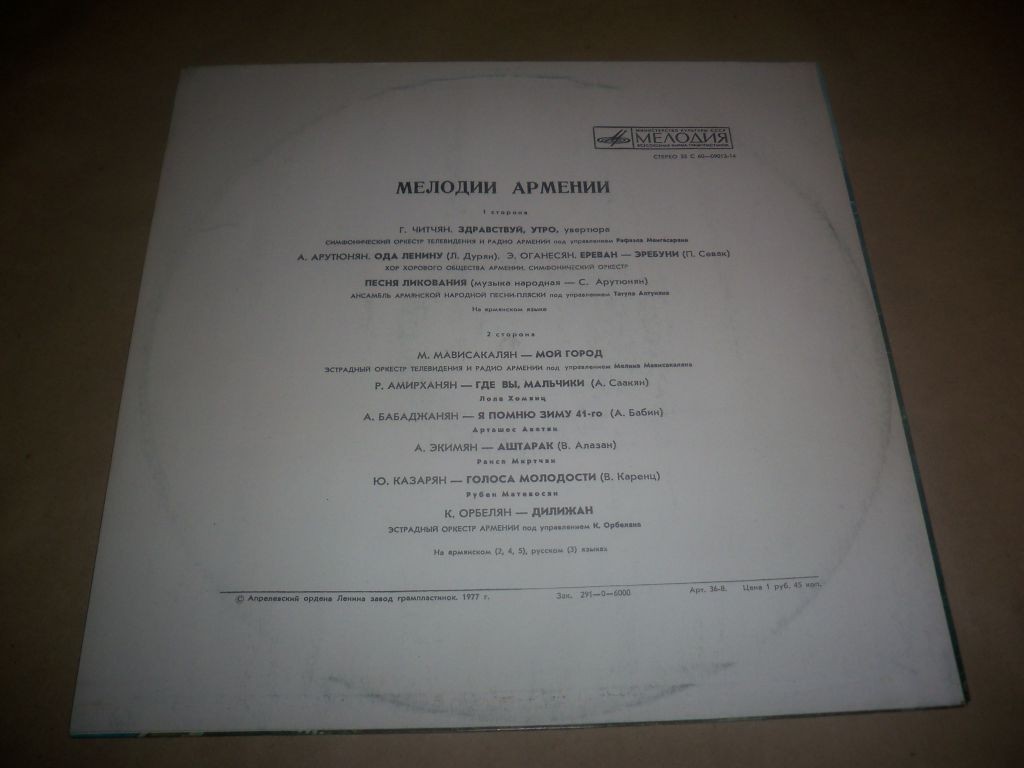 МИНИСТЕРСТВО КУЛЬТУРЫ СССР
МЕЛОДИЯ
ВСЕСОЮЗНАЯ ФИРМА ГРАМПЛАСТИНОК
СТЕРЕО 33 С 60—09013-14
МЕЛОДИИ АРМЕНИИ
1 сторона
Г. ЧИТЧЯН. ЗДРАВСТВУЙ, УТРО, увертюра
СИМФОНИЧЕСКИЙ ОРКЕСТР ТЕЛЕВИДЕНИЯ И РАДИО АРМЕНИИ под управлением Рафаэла Мангасаряна
А. АРУТЮНЯН. ОДА ЛЕНИНУ (Л. Дурян), Э. ОГАНЕСЯН. ЕРЕВАН — ЭРЕБУНИ (П. Севак)
ХОР ХОРОВОГО ОБЩЕСТВА АРМЕНИИ, СИМФОНИЧЕСКИЙ ОРКЕСТР
ПЕСНЯ ЛИКОВАНИЯ (музыка народная — С. Арутюнян)
АНСАМБЛЬ АРМЯНСКОЙ НАРОДНОЙ ПЕСНИ-ПЛЯСКИ под управлением Татула Алтуняна
На армянском языке
2 сторона
М. МАВИСАКАЛЯН — МОЙ ГОРОД
ЭСТРАДНЫЙ ОРКЕСТР ТЕЛЕВИДЕНИЯ И РАДИО АРМЕНИИ под управлением Мелика Мависакаляна
Р. АМИРХАНЯН — ГДЕ ВЫ, МАЛЬЧИКИ (А. Саакян)
Лола Хомянц
А. БАБАДЖАНЯН — Я ПОМНЮ ЗИМУ 41-го (А. Бабин)
Арташес Аветян
А. ЭКИМЯН — АШТАРАК (В. Алазан)
Раиса Мкртчян
Ю. КАЗАРЯН — ГОЛОСА МОЛОДОСТИ (В. Каренц)
Рубен Матевосян
К. ОРБЕЛЯН — ДИЛИЖАН
ЭСТРАДНЫЙ ОРКЕСТР АРМЕНИИ под управлением К. Орбеляна
На армянском (2, 4, 5), русском (3) языках
© Апрелевский ордена Ленина завод грампластинок. 1977 г. Зак. 291—0—6000 Арт. 36-8. Цена 1 руб. 45 коп.